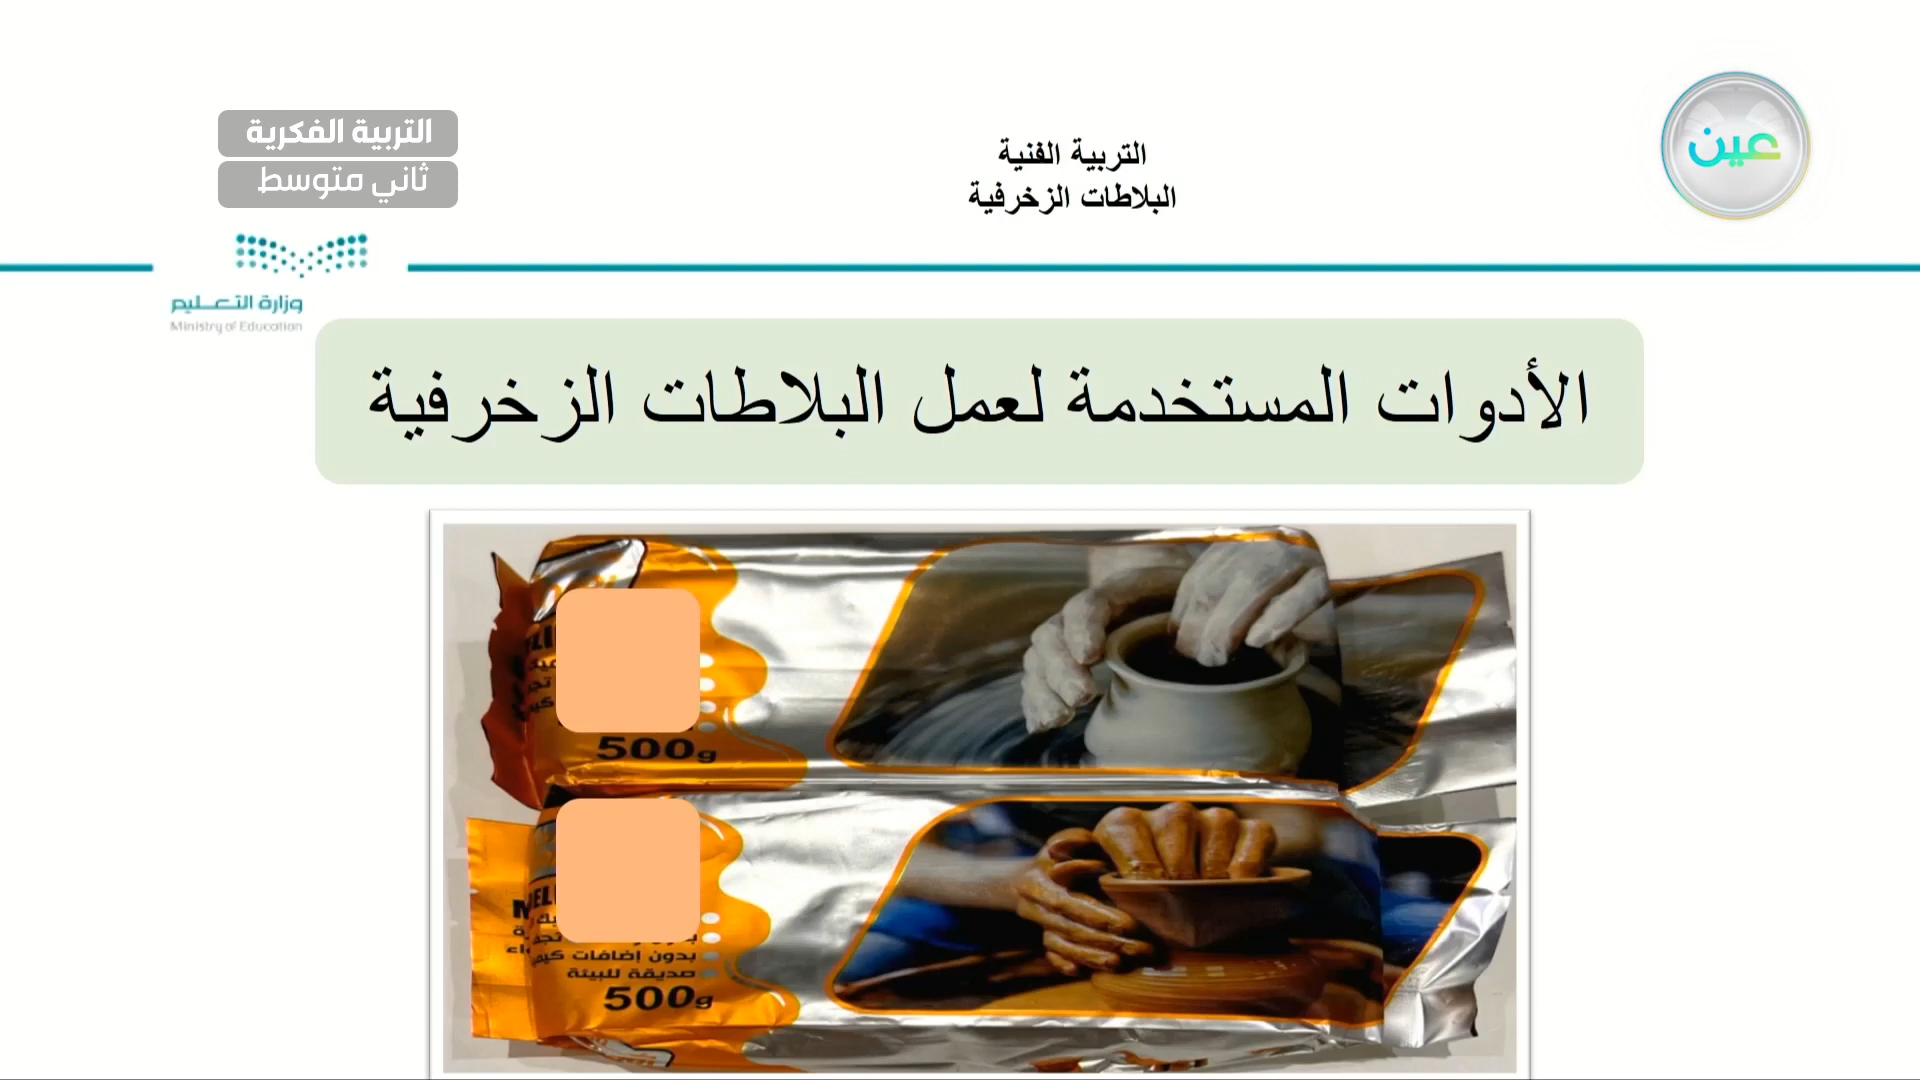 التربية الفكرية
ثاني متوسط
التربية الفنية
البلاطات الزخرفية
عين
وزارة التعليم
Ministry of Education
الأدوات المستخدمة لعمل البلاطات الزخرفية
500g
بدون إضافات
صديقة للبيئة
500g